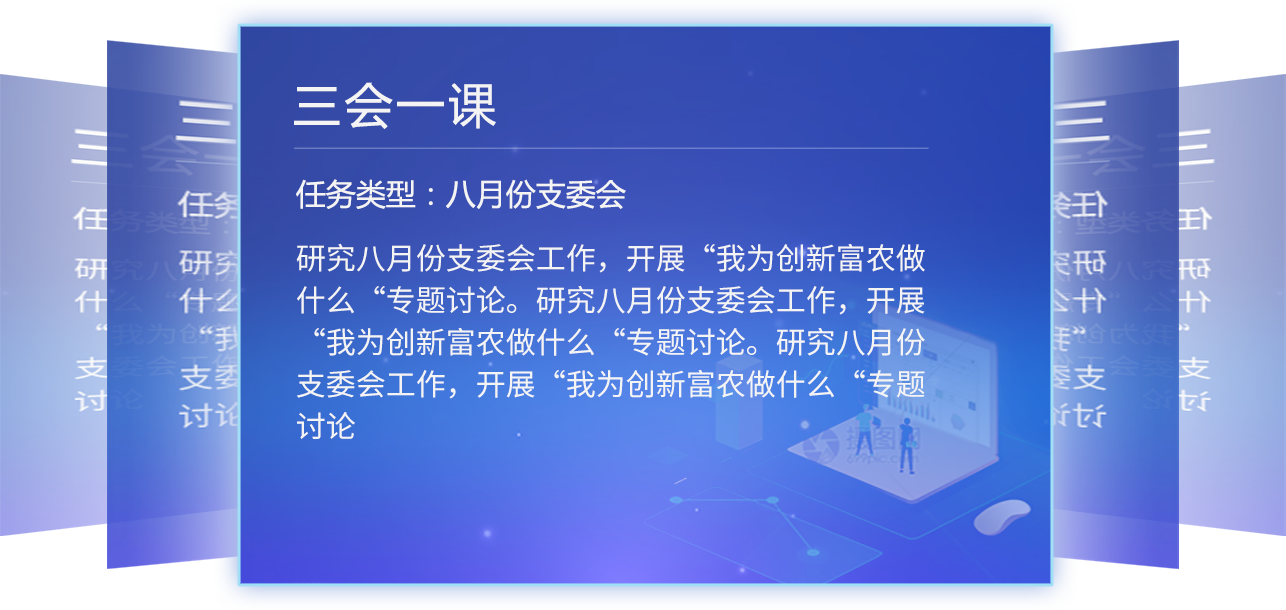 三会一课
任务类型：八月份支委会
研究八月份支委会工作，开展“我为创新富农做
什么“专题讨论。研究八月份支委会工作，开展
“我为创新富农做什么“专题讨论。研究八月份
支委会工作，开展“我为创新富农做什么“专题
讨论